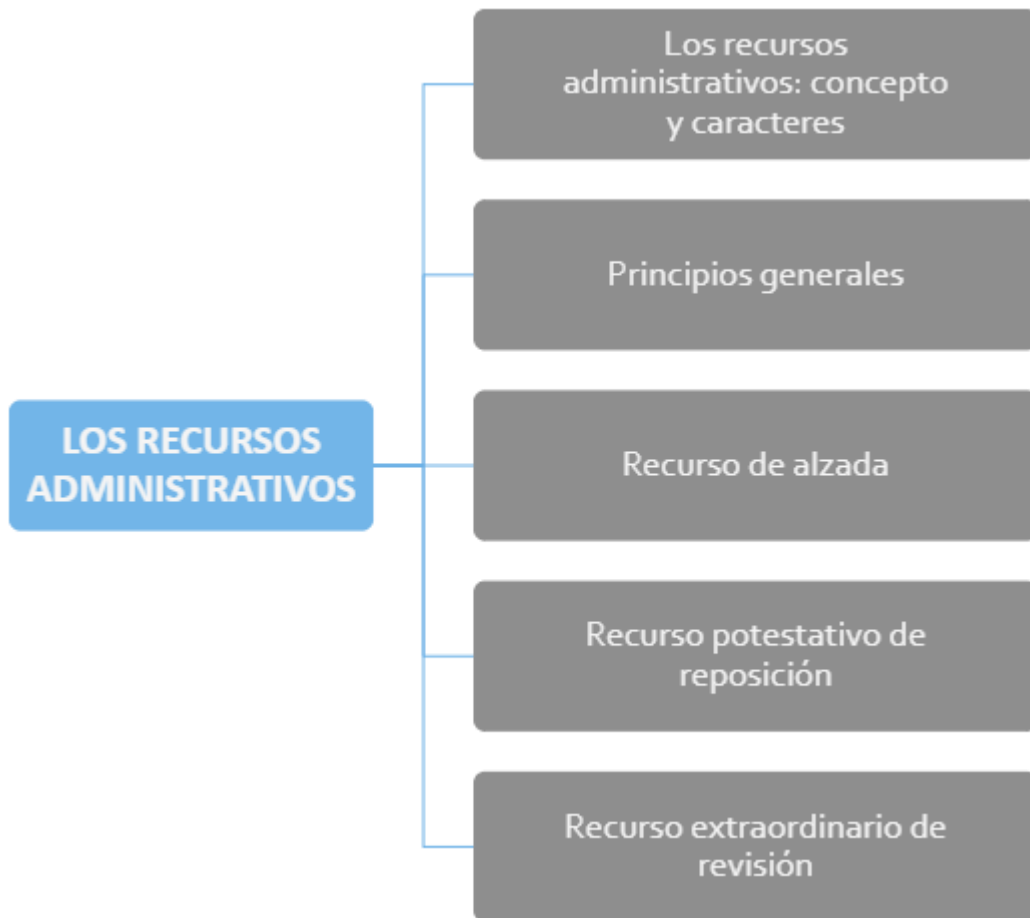 Los recursos
administrativos: concepto
y caracteres
Principios generales
LOS RECURSOS
ADMINISTRATIVOS
Recurso de alzada
Recurso potestativo de
reposición
Recurso extraordinario de
revisión